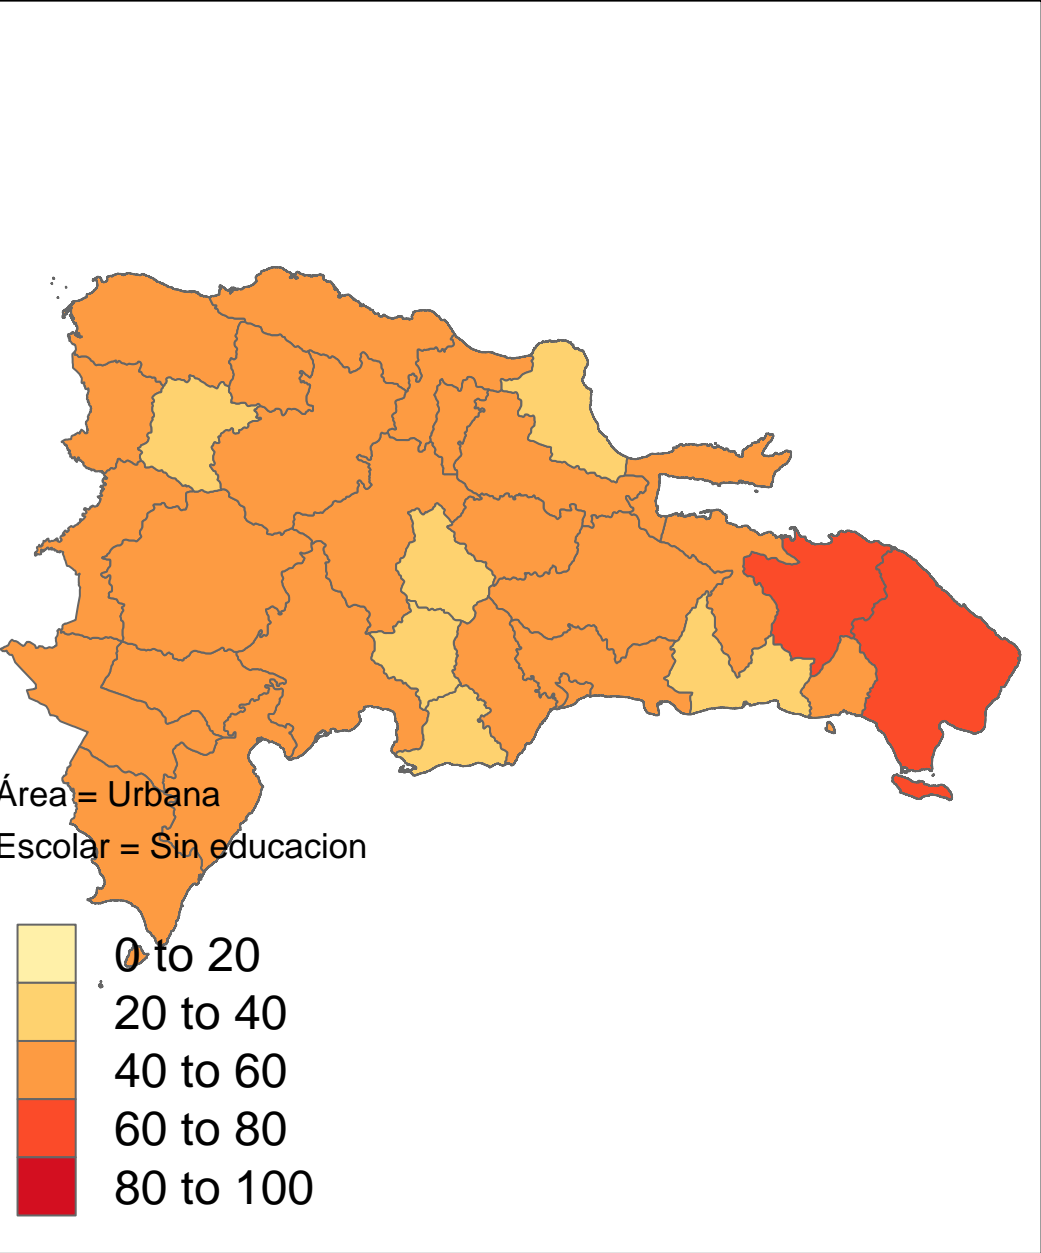 Área = Urbana
Escolar = Sin educacion
0 to 20
20 to 40
40 to 60
60 to 80
80 to 100